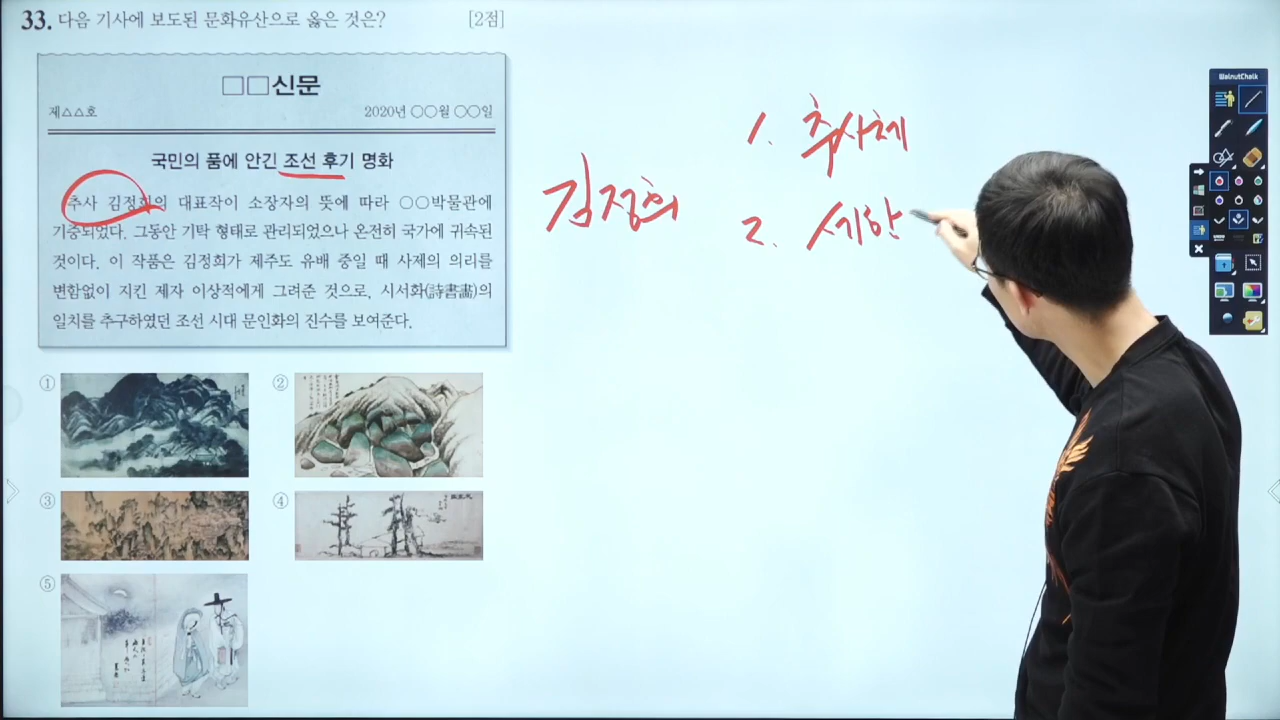 33. 다음 기사에 보도된 문화유산으로 옳은 것은? [2점]
□□신문
제△△호 2020년 ○○월 ○○일
국민의 품에 안긴 조선 후기 명화
추사 김정희의 대표작이 소장자의 뜻에 따라 ○○박물관에
기증되었다. 그동안 기탁 형태로 관리되었으나 온전히 국가에 귀속된
것이다. 이 작품은 김정희가 제주도 유배 중일 때 사제의 의리를
변함없이 지킨 제자 이상적에게 그려준 것으로, 시서화(詩書畵)의
일치를 추구하였던 조선 시대 문인화의 진수를 보여준다.
①
②
③
④
⑤
김정희
1. 추사체
2. 세한
WalnutChalk